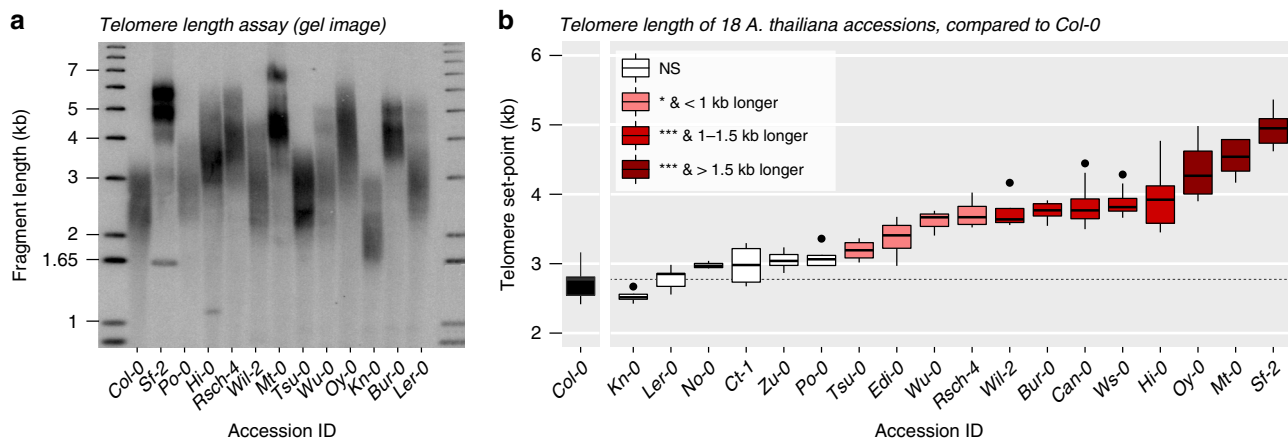 a
Telomere length assay (gel image)
Fragment length (kb)
7
5
4
3
2
1.65
1
Col-0
Sf-2
Po-0
Hi-0
Rsch-4
Wil-2
Mt-0
Tsu-0
Wu-0
Oy-0
Kn-0
Bur-0
Ler-0
Accession ID
b
Telomere length of 18 A. thailiana accessions, compared to Col-0
Telomere set-point (kb)
6
5
4
3
2
NS
* & < 1 kb longer
*** & 1–1.5 kb longer
*** & > 1.5 kb longer
Col-0
Kn-0
Ler-0
No-0
Ct-1
Zu-0
Po-0
Tsu-0
Edi-0
Wu-0
Rsch-4
Wil-2
Bur-0
Can-0
Ws-0
Hi-0
Oy-0
Mt-0
Sf-2
Accession ID